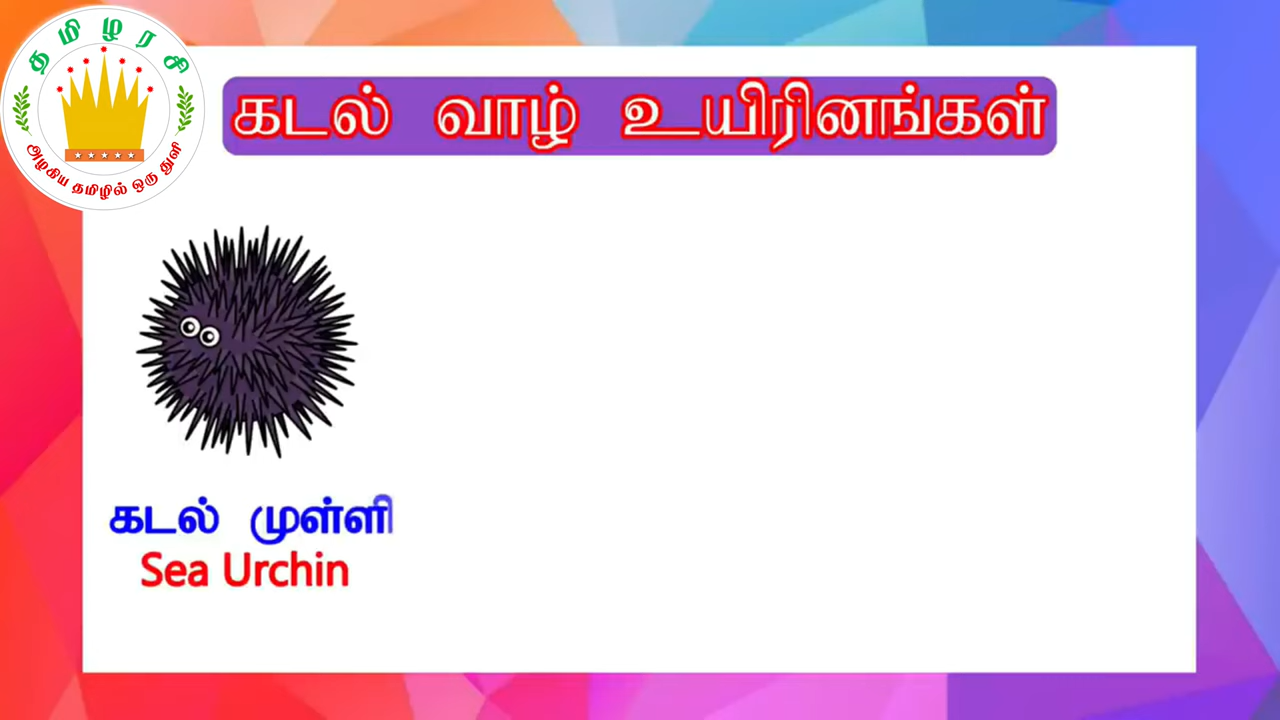 தமிழரசி
அழகிய தமிழில் ஒரு துளி
கடல் வாழ் உயிரினங்கள்
கடல் முள்ளி
Sea Urchin